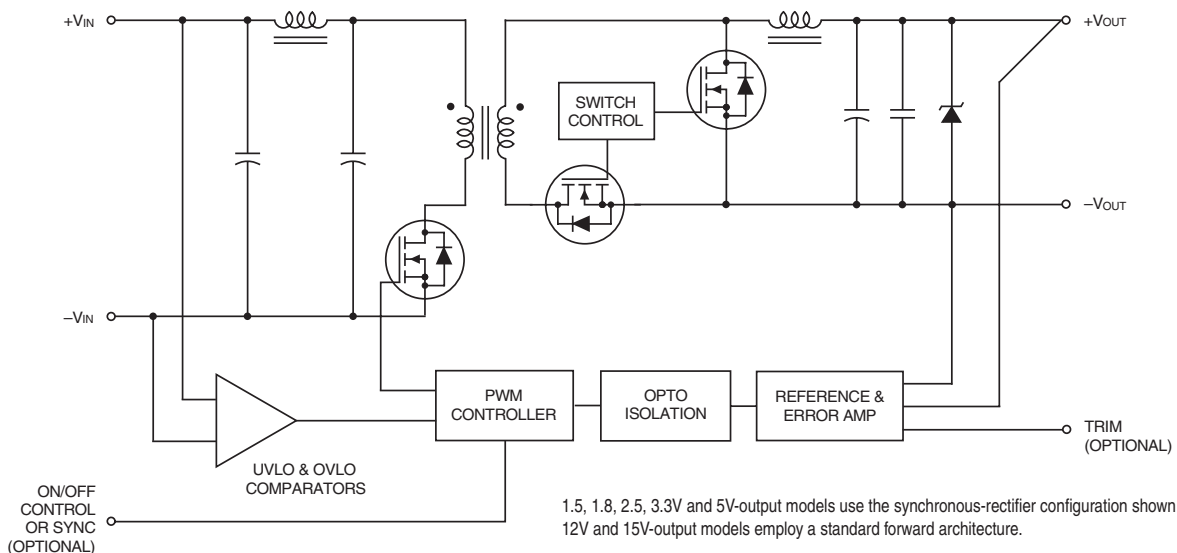 +VIN
+VOUT
SWITCH
CONTROL
–VOUT
–VIN
PWM
CONTROLLER
OPTO
ISOLATION
REFERENCE &
ERROR AMP
TRIM
(OPTIONAL)
UVLO & OVLO
COMPARATORS
ON/OFF
CONTROL
OR SYNC
(OPTIONAL)
1.5, 1.8, 2.5, 3.3V and 5V-output models use the synchronous-rectifier configuration shown
12V and 15V-output models employ a standard forward architecture.